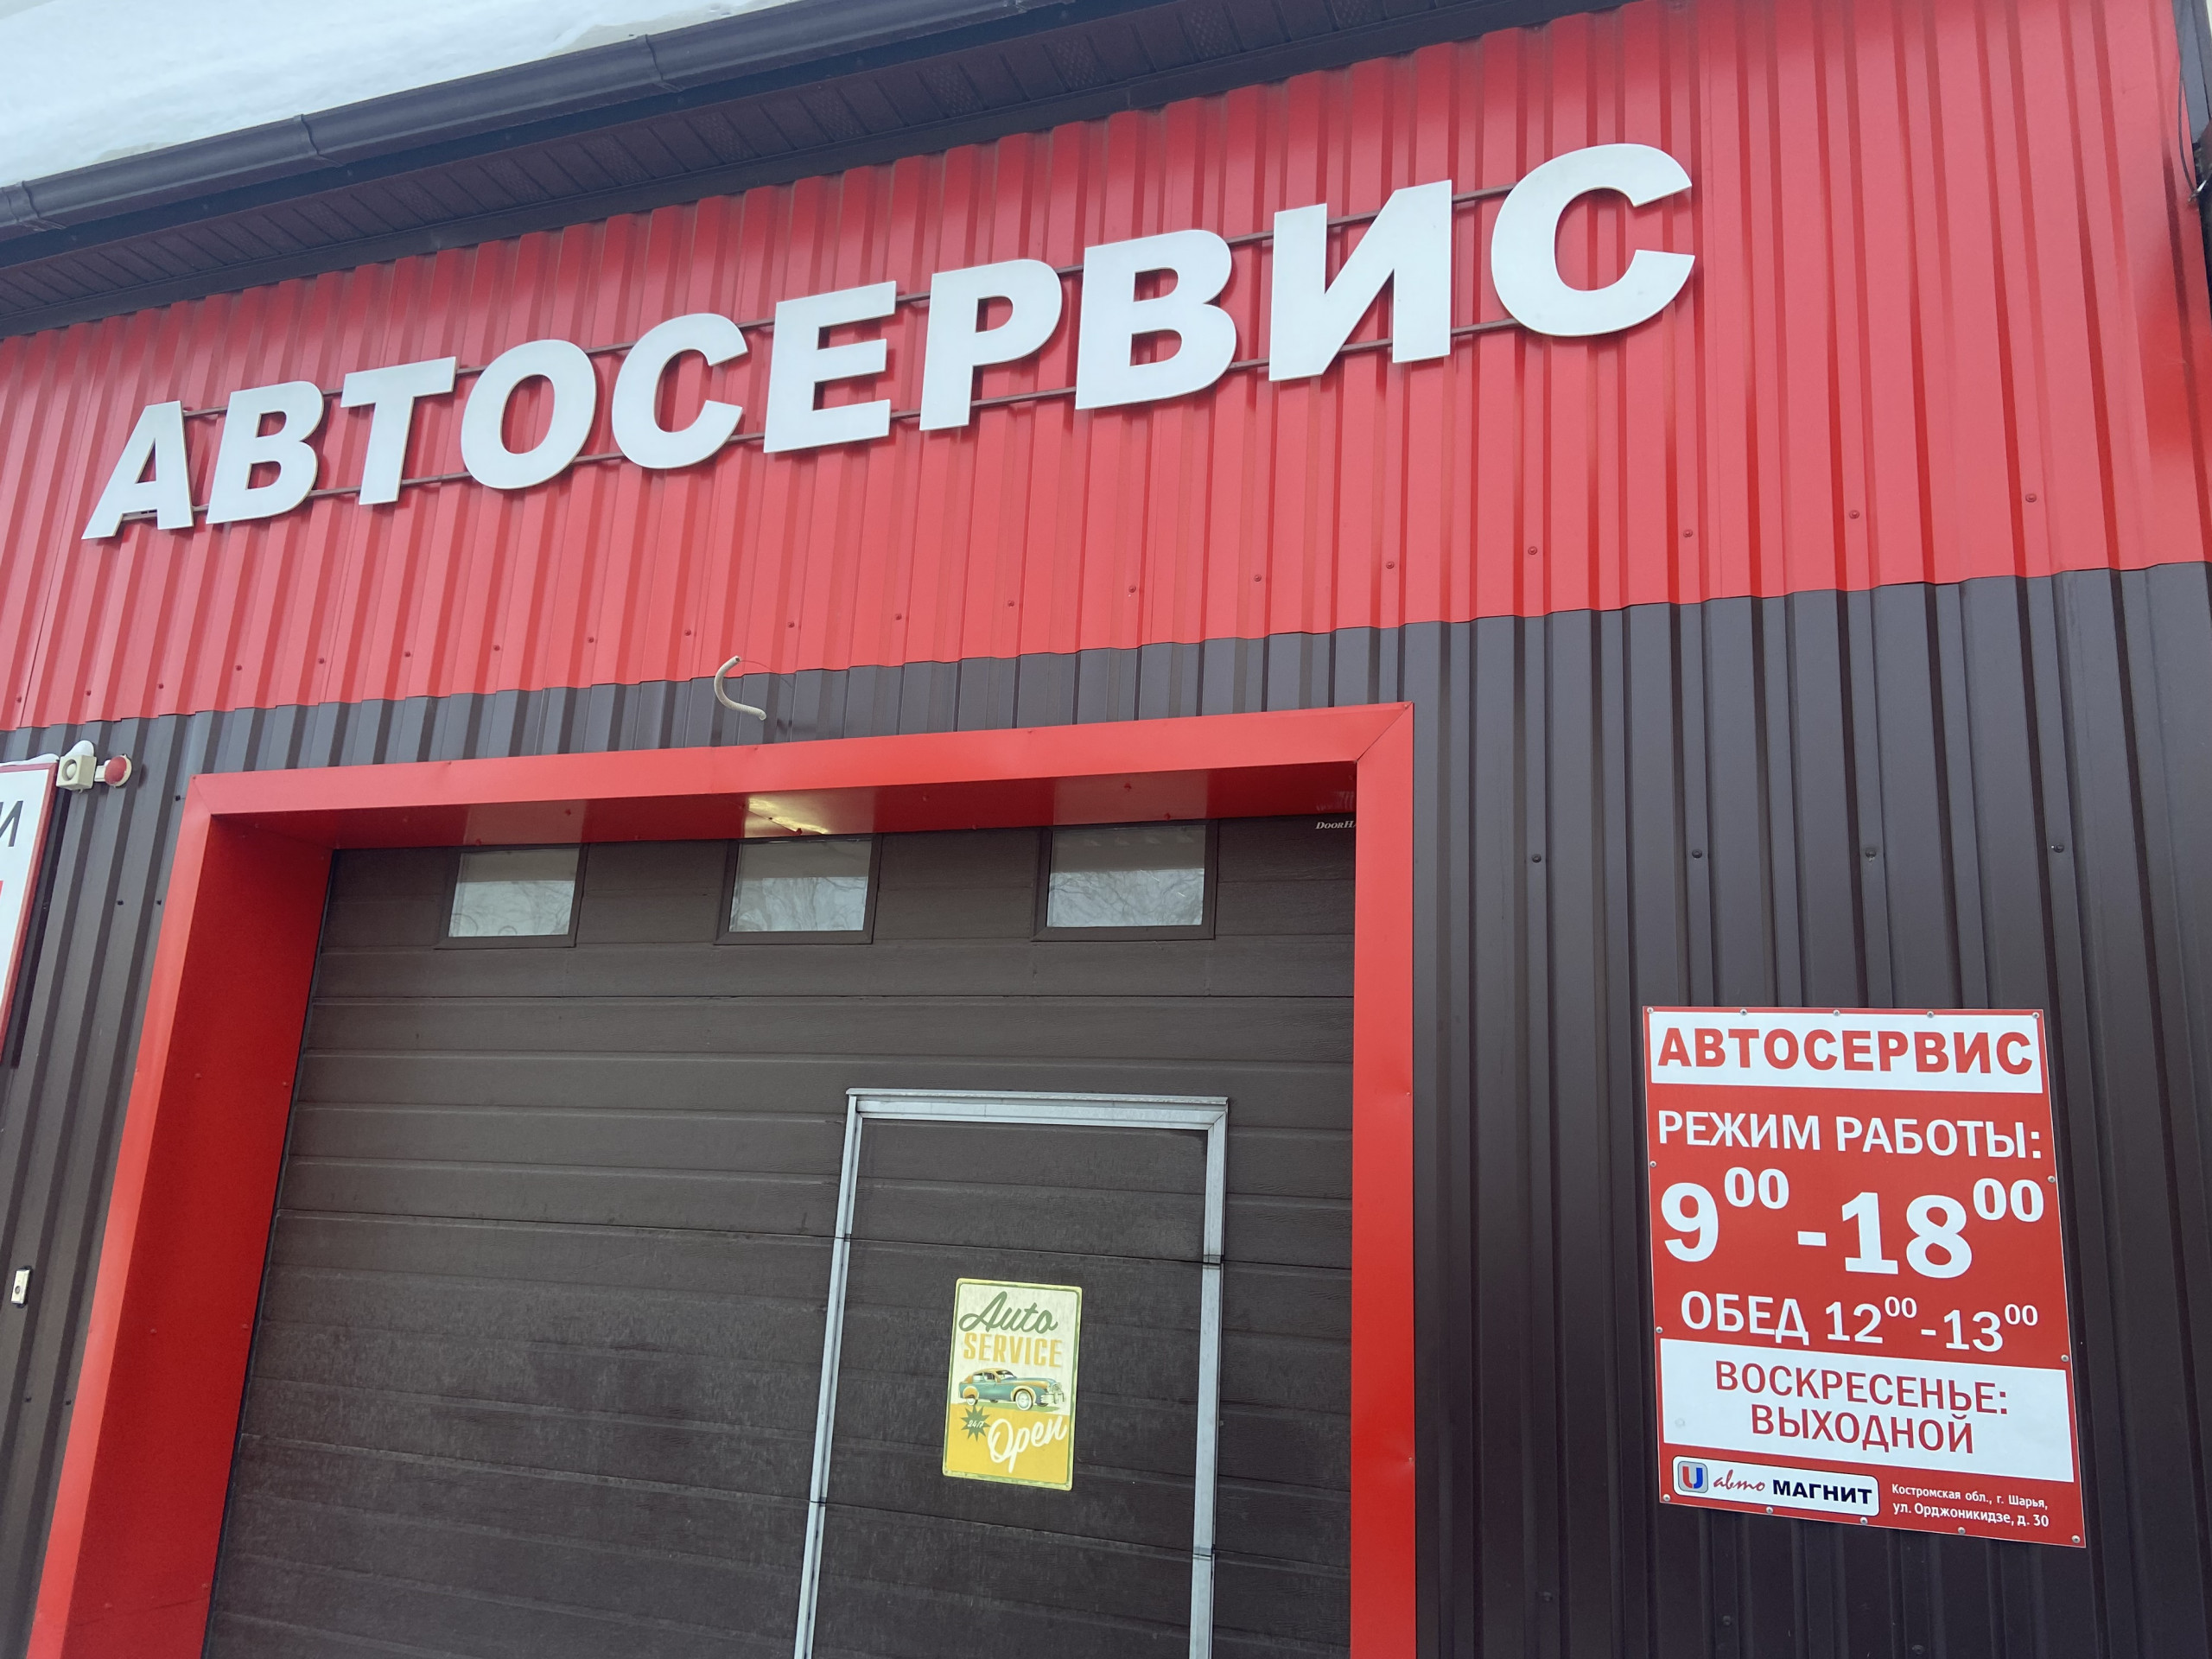 АВТОСЕРВИС
И
DOORHA
Auto
SERVICE
24/7
Open
АВТОСЕРВИС
РЕЖИМ РАБОТЫ:
9⁰⁰-18⁰⁰
ОБЕД 12⁰⁰-13⁰⁰
ВОСКРЕСЕНЬЕ:
ВЫХОДНОЙ
авто МАГНИТ
Костромская обл., г. Шарья,
ул. Орджоникидзе, д. 30